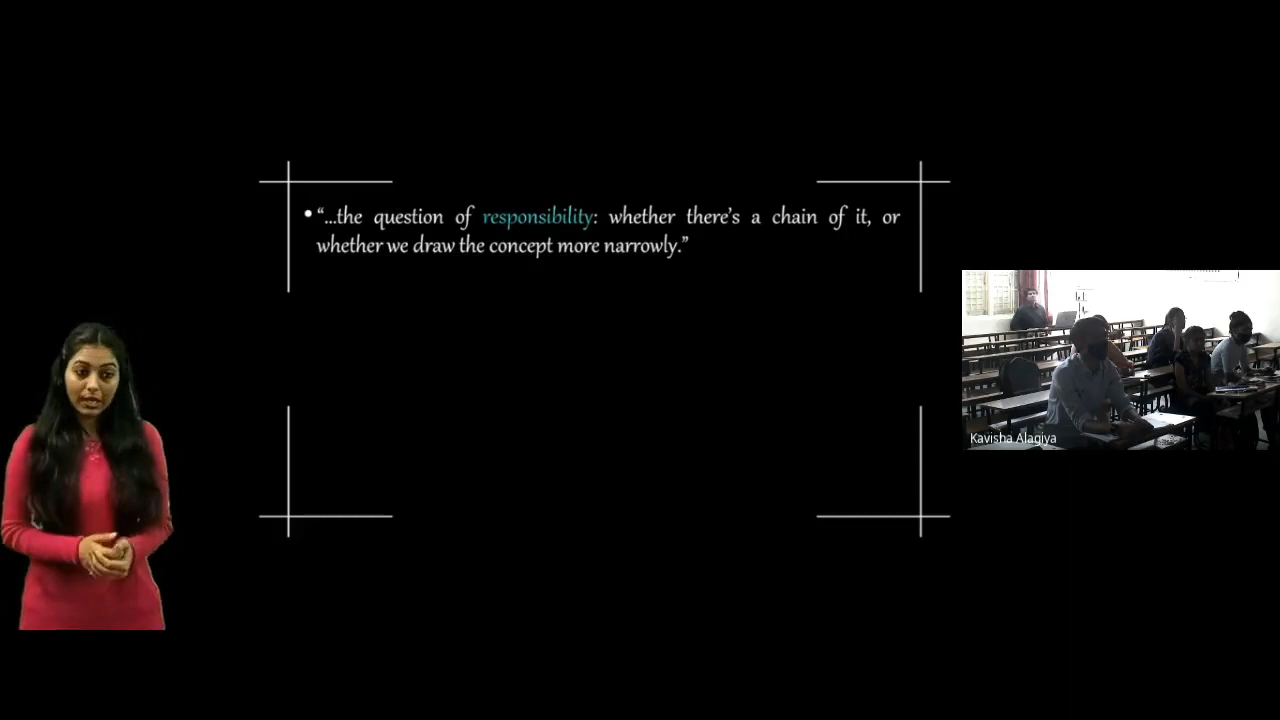 • “...the question of responsibility: whether there’s a chain of it, or
whether we draw the concept more narrowly.”
Kavisha Alagiya